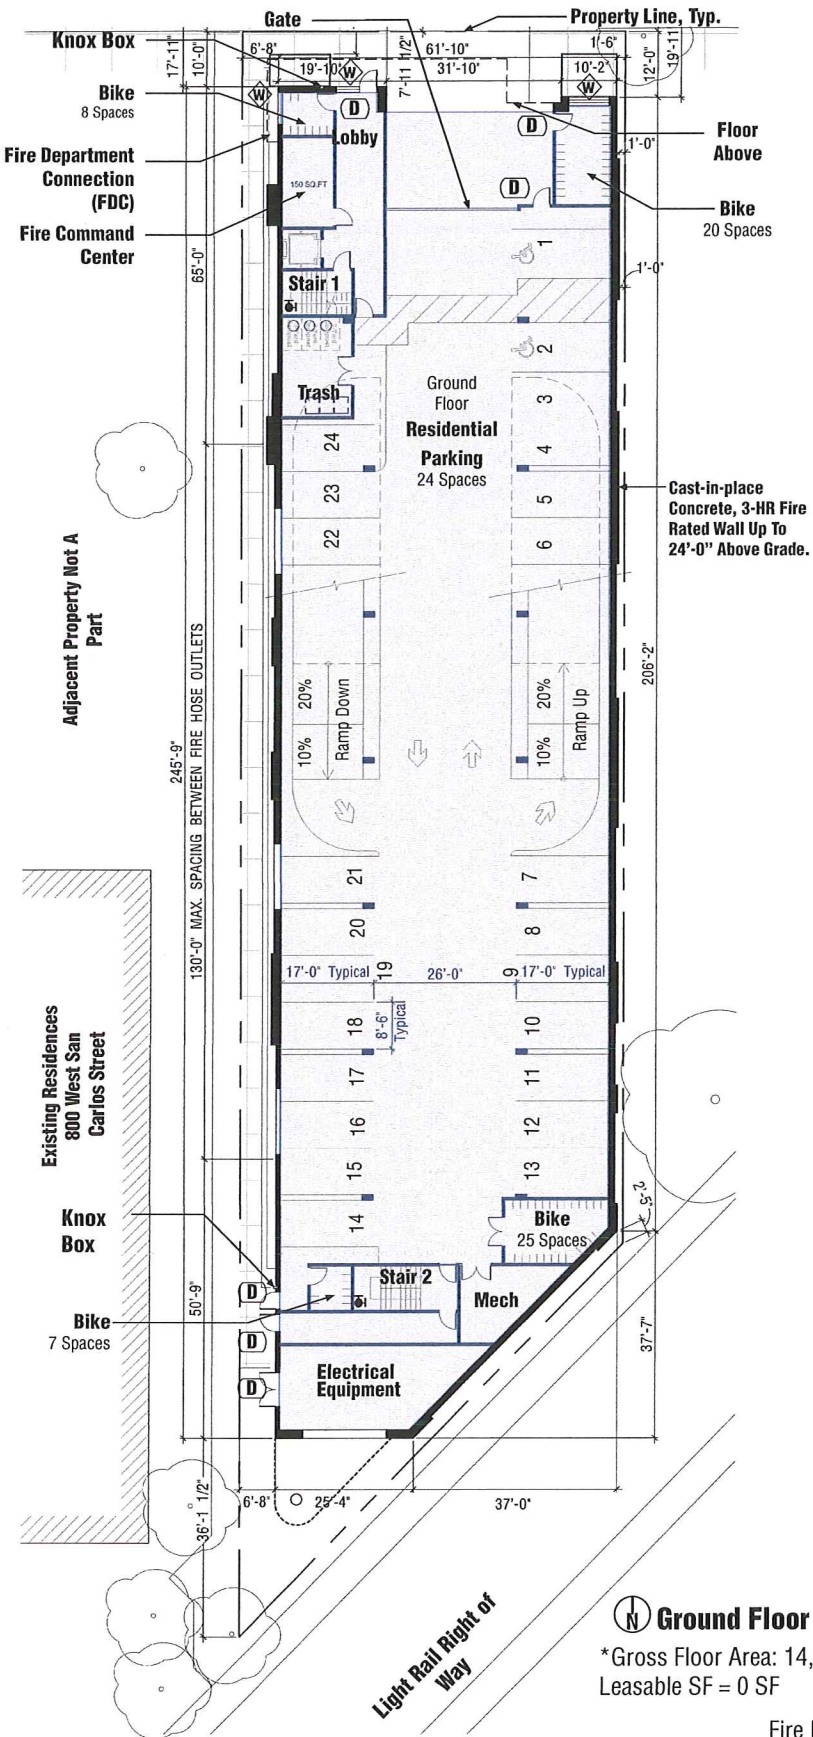 Gate
Property Line, Typ.
Knox Box
6'-8"
61'-10"
1'-6"
19'-10"
31'-10"
10'-2"
17'-11"
10'-0"
7'-11 1/2"
12'-0"
19'-11"
W
W
W
Bike
8 Spaces
D
Lobby
D
D
Floor
Above
1'-0"
Fire Department
Connection
(FDC)
150 SQ.FT
Bike
20 Spaces
Fire Command
Center
1
65'-0"
1'-0"
Stair 1
2
Trash
Ground
Floor
Residential
Parking
24 Spaces
3
24
4
23
5
22
6
Cast-in-place
Concrete, 3-HR Fire
Rated Wall Up To
24'-0" Above Grade.
Adjacent Property Not A
Part
245'-9"
130'-0" MAX. SPACING BETWEEN FIRE HOSE OUTLETS
206'-2"
20%
10%
Ramp Down
20%
10%
Ramp Up
21
7
20
8
17'-0" Typical
19
26'-0"
9
17'-0" Typical
18
8'-6"
Typical
10
17
11
16
12
15
13
14
Existing Residences
800 West San
Carlos Street
Knox
Box
2'-5"
Bike
25 Spaces
Stair 2
Mech
D
50'-9"
Bike
7 Spaces
D
D
37'-7"
Electrical
Equipment
36'-1 1/2"
6'-8"
25'-4"
37'-0"
Light Rail Right of
Way
N
Ground Floor
*Gross Floor Area: 14,
Leasable SF = 0 SF
Fire